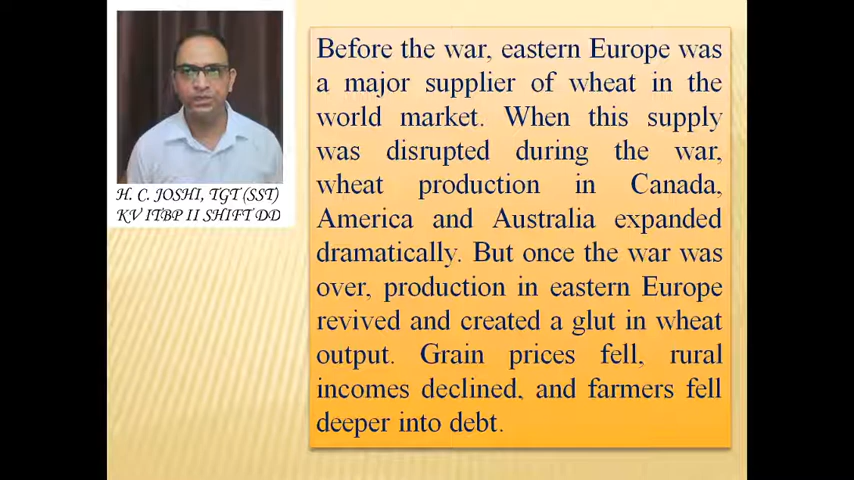 H. C. JOSHI, TGT (SST)
KV ITBP II SHIFT DD
Before the war, eastern Europe was
a major supplier of wheat in the
world market. When this supply
was disrupted during the war,
wheat production in Canada,
America and Australia expanded
dramatically. But once the war was
over, production in eastern Europe
revived and created a glut in wheat
output. Grain prices fell, rural
incomes declined, and farmers fell
deeper into debt.